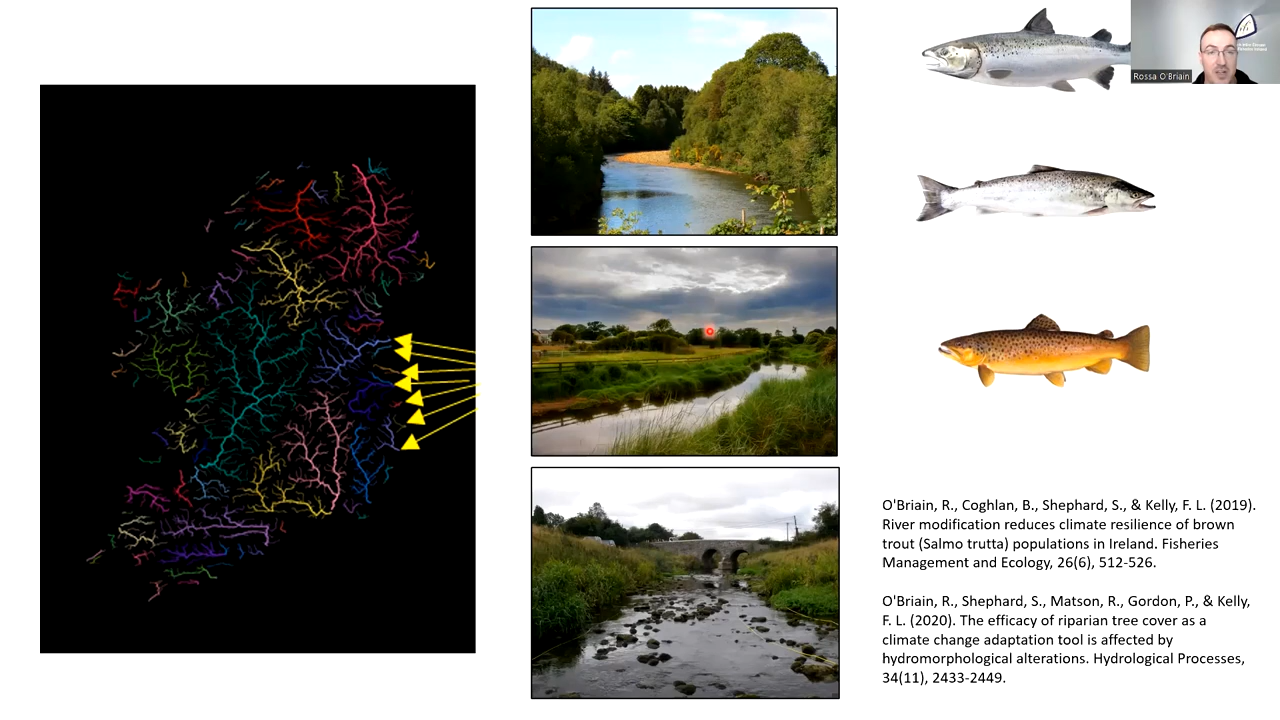 Rossa O Briain
O'Briain, R., Coghlan, B., Shephard, S., & Kelly, F. L. (2019).
River modification reduces climate resilience of brown
trout (Salmo trutta) populations in Ireland. Fisheries
Management and Ecology, 26(6), 512-526.
O'Briain, R., Shephard, S., Matson, R., Gordon, P., & Kelly,
F. L. (2020). The efficacy of riparian tree cover as a
climate change adaptation tool is affected by
hydromorphological alterations. Hydrological Processes,
34(11), 2433-2449.